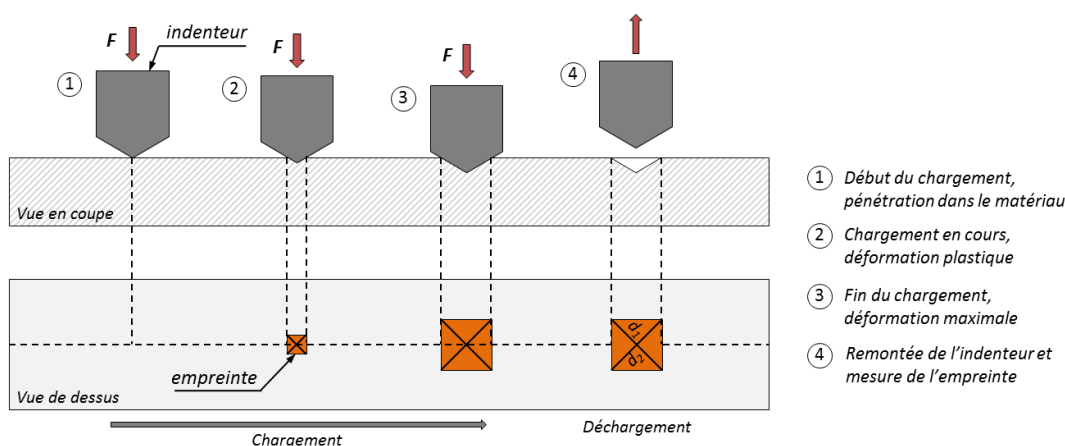 indenteur
F
F
F
1
2
3
4
Vue en coupe
1 Début du chargement,
pénétration dans le matériau
2 Chargement en cours,
déformation plastique
3 Fin du chargement,
déformation maximale
4 Remontée de l'indenteur et
mesure de l'empreinte
d1
d2
empreinte
Vue de dessus
Chargement
Déchargement